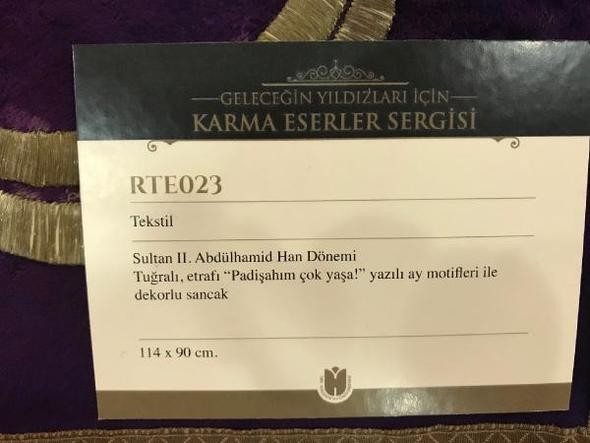 GELECEĞİN YILDIZLARI İÇİN
KARMA ESERLER SERGİSİ
RTE023
Tekstil
Sultan II. Abdülhamid Han Dönemi
Tuğralı, etrafı “Padişahım çok yaşa!” yazılı ay motifleri ile
dekorlu sancak
114 x 90 cm.